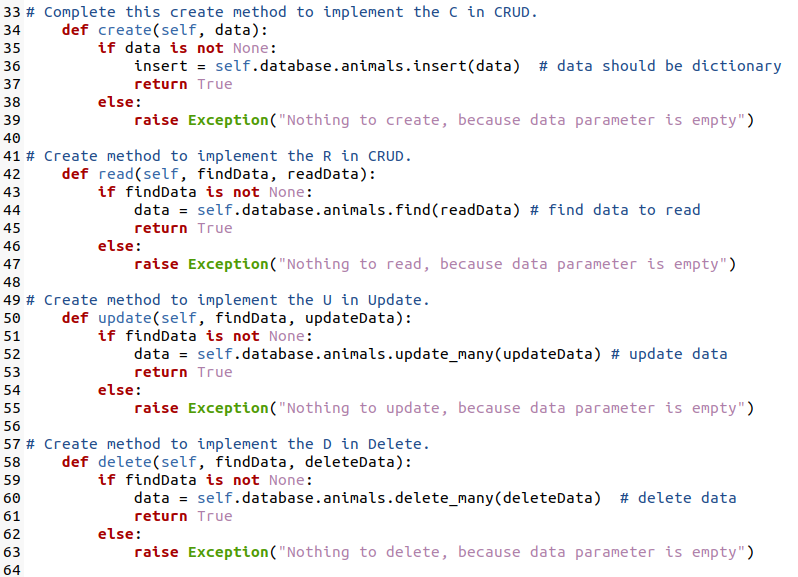 33 # Complete this create method to implement the C in CRUD.
34     def create(self, data):
35         if data is not None:
36             insert = self.database.animals.insert(data)  # data should be dictionary
37             return True
38         else:
39             raise Exception("Nothing to create, because data parameter is empty")
40
41 # Create method to implement the R in CRUD.
42     def read(self, findData, readData):
43         if findData is not None:
44             data = self.database.animals.find(readData) # find data to read
45             return True
46         else:
47             raise Exception("Nothing to read, because data parameter is empty")
48
49 # Create method to implement the U in Update.
50     def update(self, findData, updateData):
51         if findData is not None:
52             data = self.database.animals.update_many(updateData) # update data
53             return True
54         else:
55             raise Exception("Nothing to update, because data parameter is empty")
56
57 # Create method to implement the D in Delete.
58     def delete(self, findData, deleteData):
59         if findData is not None:
60             data = self.database.animals.delete_many(deleteData)  # delete data
61             return True
62         else:
63             raise Exception("Nothing to delete, because data parameter is empty")
64